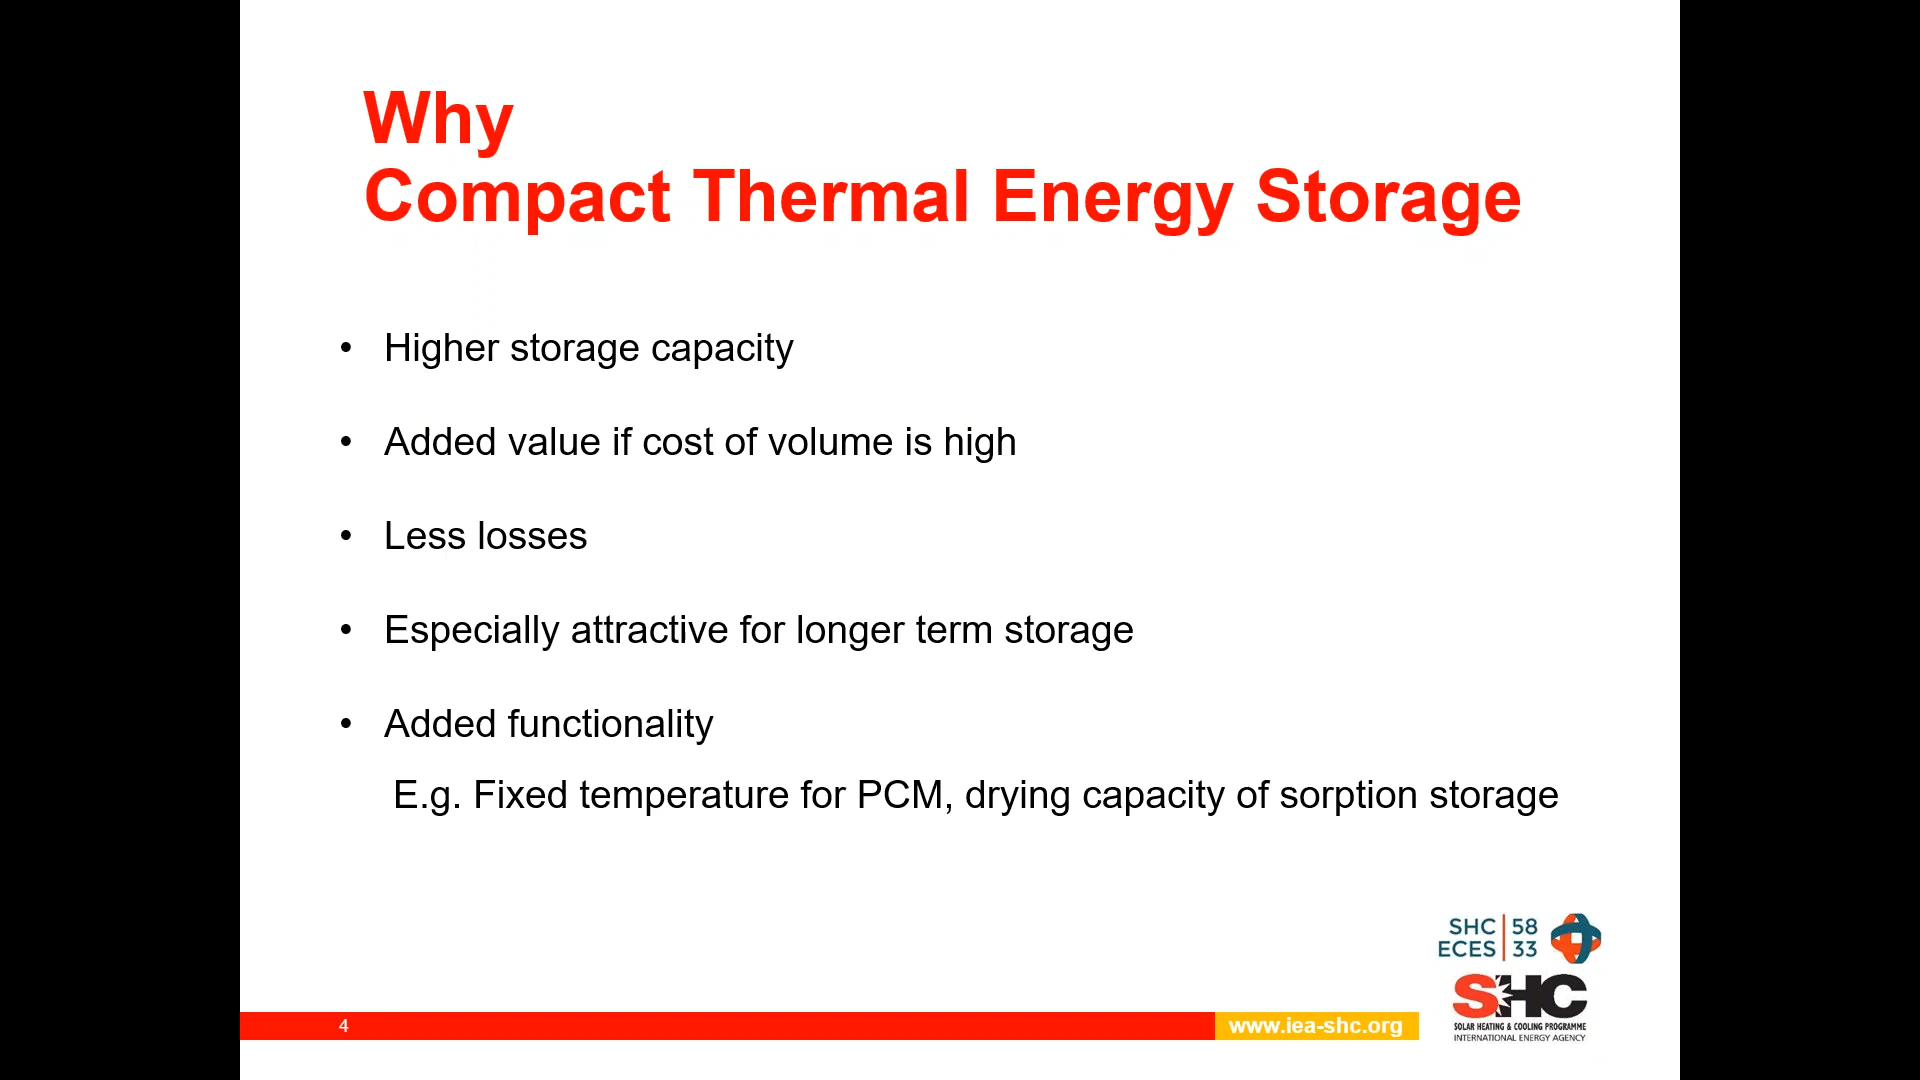 Why
Compact Thermal Energy Storage
• Higher storage capacity
• Added value if cost of volume is high
• Less losses
• Especially attractive for longer term storage
• Added functionality
E.g. Fixed temperature for PCM, drying capacity of sorption storage
SHC 58
ECES 33
SHC
SOLAR HEATING & COOLING PROGRAMME
INTERNATIONAL ENERGY AGENCY
4
www.iea-shc.org